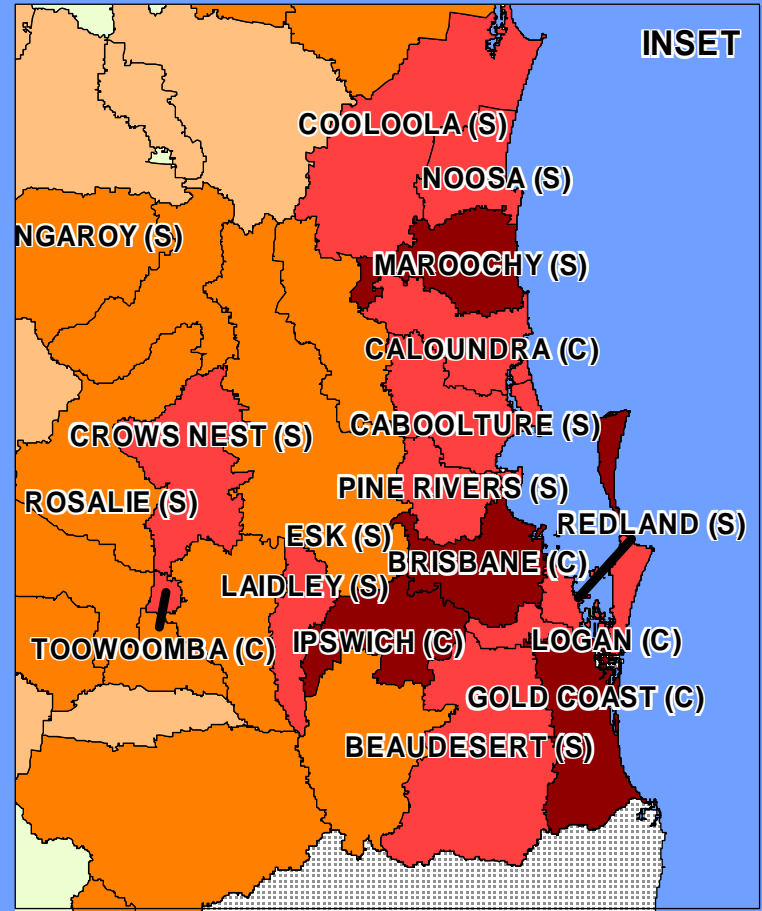 INSET
COOLOOLA (S)
NOOSA (S)
NGAROY (S)
MAROOCHY (S)
CALOUNDRA (C)
CABOOLTURE (S)
CROWS NEST (S)
PINE RIVERS (S)
ROSALIE (S)
REDLAND (S)
ESK (S)
BRISBANE (C)
LAIDLEY (S)
IPSWICH (C)
LOGAN (C)
TOOWOOMBA (C)
GOLD COAST (C)
BEAUDESERT (S)